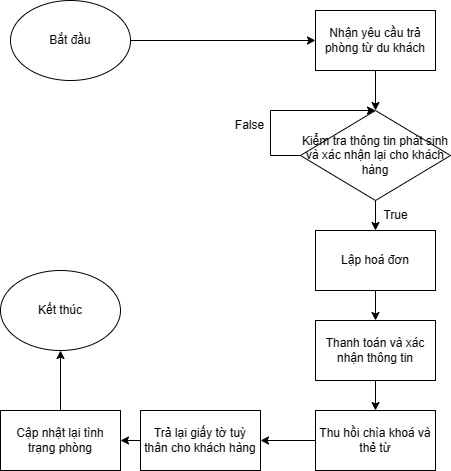 Bắt đầu
Nhận yêu cầu trả
phòng từ du khách
False
Kiểm tra thông tin phát sinh
và xác nhận lại cho khách
hàng
True
Lập hoá đơn
Thanh toán và xác
nhận thông tin
Thu hồi chìa khoá và
thẻ từ
Trả lại giấy tờ tuỳ
thân cho khách hàng
Cập nhật lại tình
trạng phòng
Kết thúc